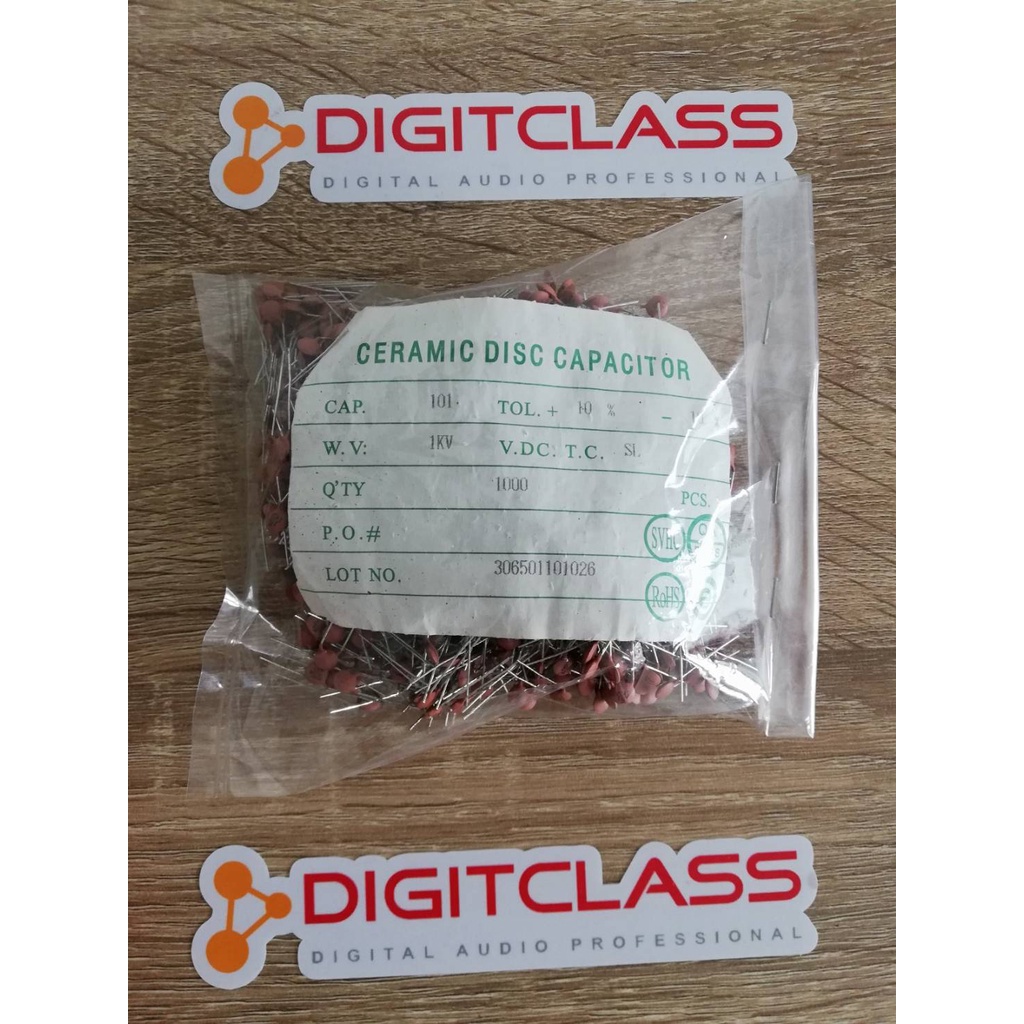 DIGITCLASS
DIGITAL AUDIO PROFESSIONAL
CERAMIC DISC CAPACITOR
CAP. 101 TOL. + 10 % -
W.V: 1KV V.DC. T.C. SL
Q'TY 1000 PCS.
P.O.#
SVHC
LOT NO. 306501101026
RoHS
DIGITCLASS
DIGITAL AUDIO PROFESSIONAL